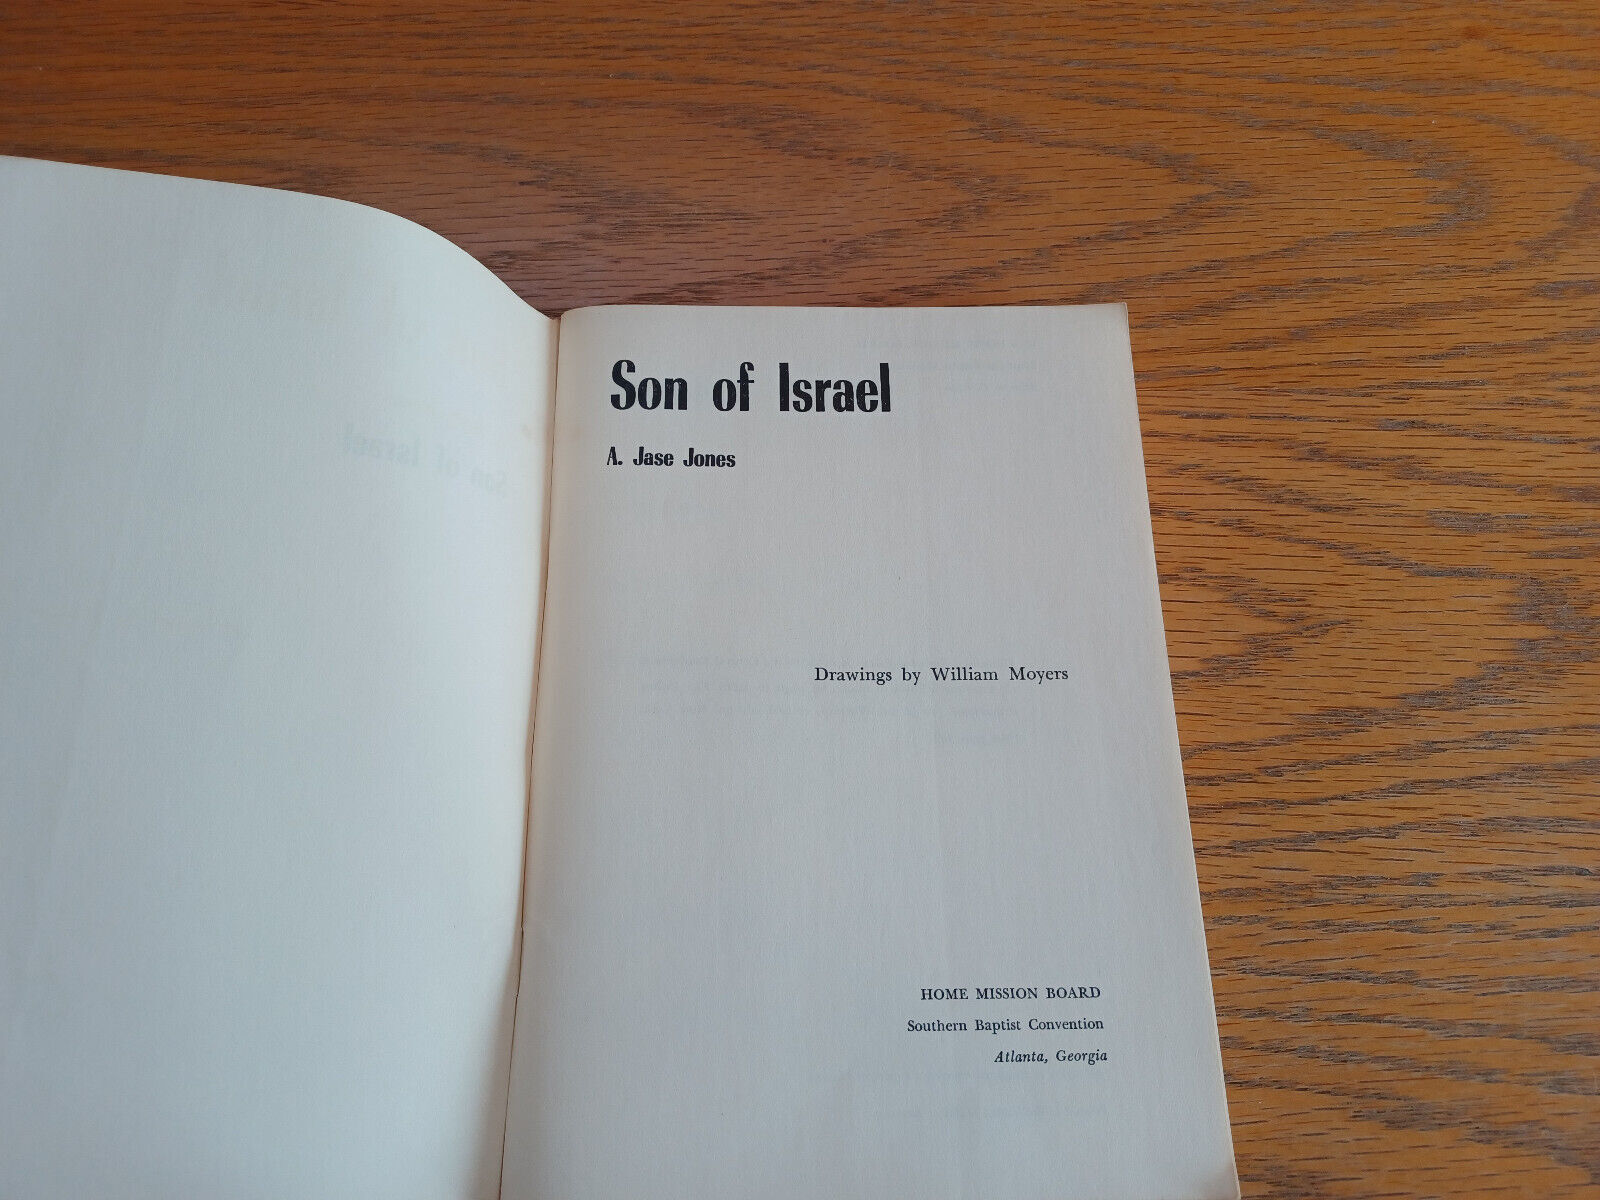 Son of Israel
A. Jase Jones
Drawings by William Moyers
HOME MISSION BOARD
Southern Baptist Convention
Atlanta, Georgia